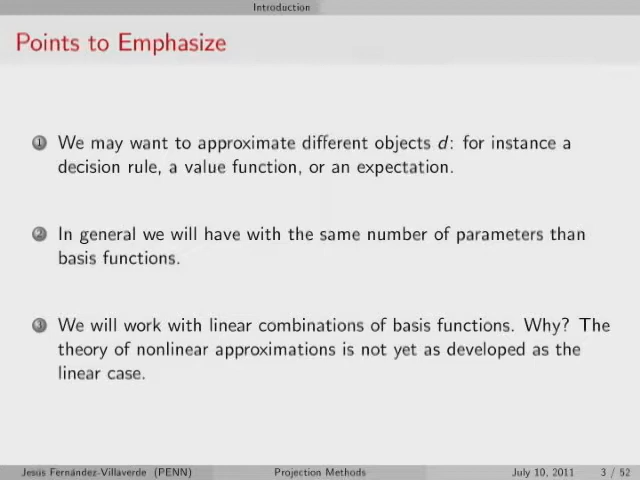 Introduction
Points to Emphasize
1 We may want to approximate different objects d: for instance a
decision rule, a value function, or an expectation.
2 In general we will have with the same number of parameters than
basis functions.
3 We will work with linear combinations of basis functions. Why? The
theory of nonlinear approximations is not yet as developed as the
linear case.
Jesús Fernández-Villaverde (PENN) Projection Methods July 10, 2011 3 / 52